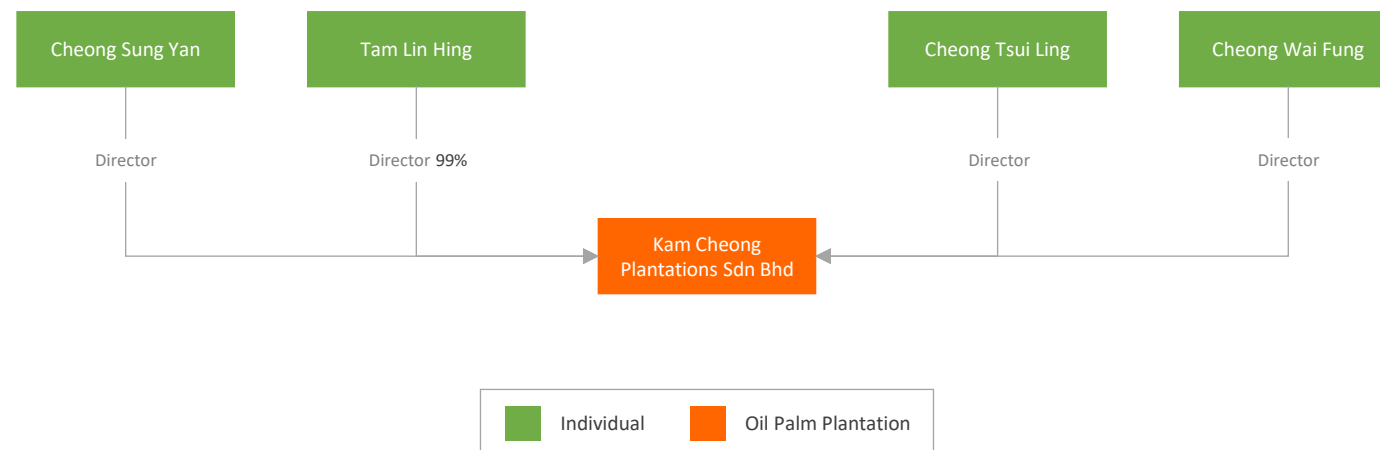 Cheong Sung Yan
Tam Lin Hing
Cheong Tsui Ling
Cheong Wai Fung
Director
Director 99%
Director
Director
Kam Cheong
Plantations Sdn Bhd
Individual
Oil Palm Plantation